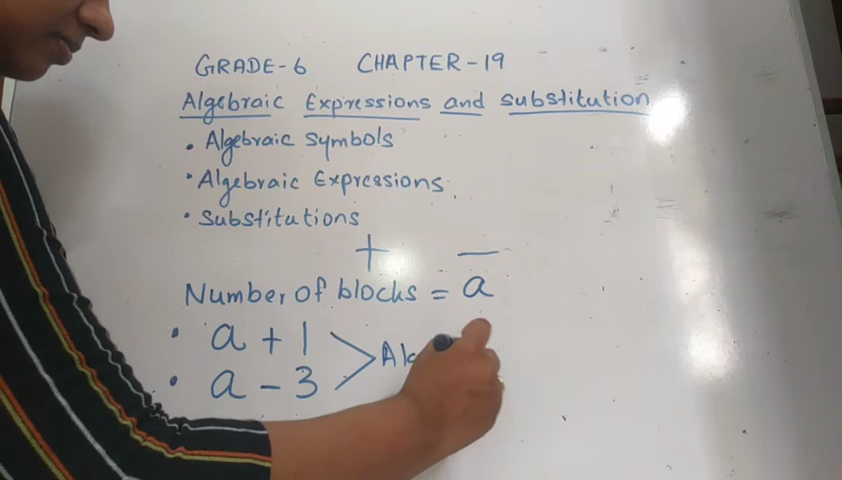 GRADE-6 CHAPTER-19
Algebraic Expressions and substitution
• Algebraic symbols
• Algebraic Expressions
• Substitutions
+ —
Number of blocks = a
• a + 1
• a - 3